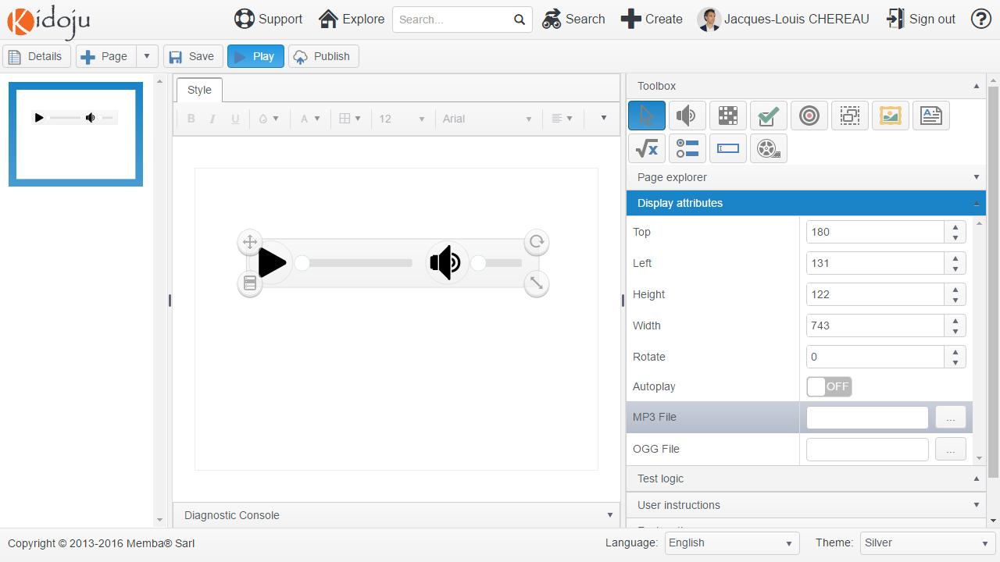 Kidoju
Support
Explore
Search...
Search
Create
Jacques-Louis CHEREAU
Sign out
Details
Page
Save
Play
Publish
Style
B I U
A
12
Arial
Toolbox
Page explorer
Display attributes
Top 180
Left 131
Height 122
Width 743
Rotate 0
Autoplay OFF
MP3 File ...
OGG File ...
Test logic
User instructions
Diagnostic Console
Copyright © 2013-2016 Memba® Sarl
Language: English
Theme: Silver